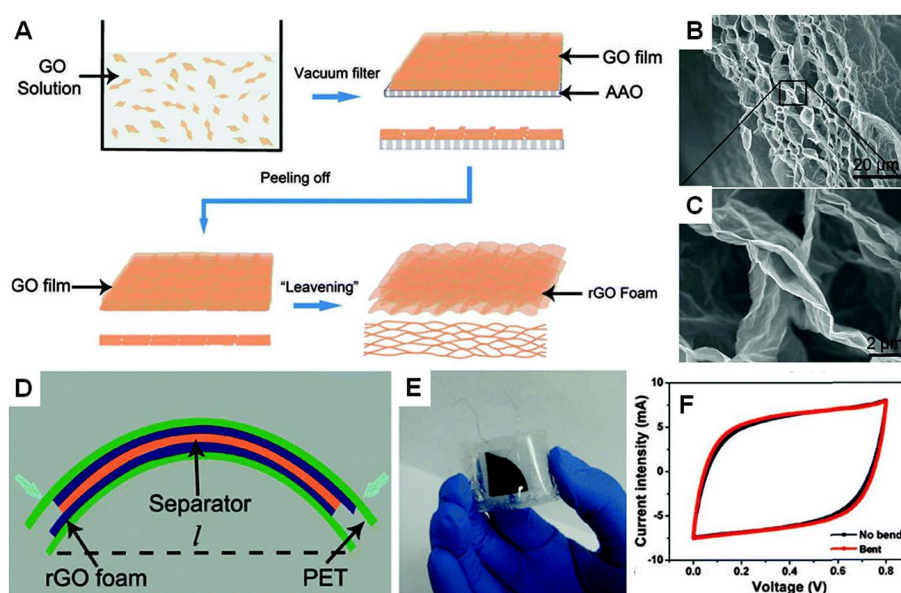 A
GO
Solution
Vacuum filter
GO film
AAO
Peeling off
GO film
"Leavening"
rGO Foam
B
20 µm
C
2 µm
D
Separator
l
rGO foam
PET
E
F
Current intensity (mA)
10
5
0
-5
-10
No bend
Bent
0.0
0.2
0.4
0.6
0.8
Voltage (V)